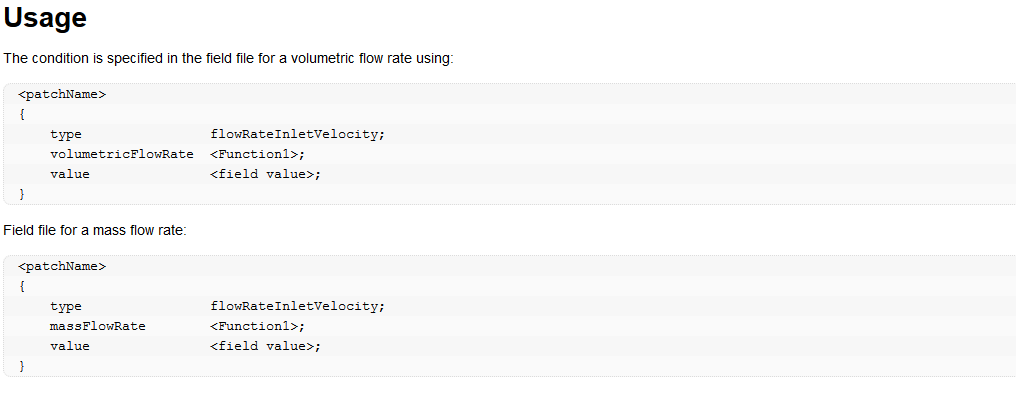 Usage
The condition is specified in the field file for a volumetric flow rate using:
<patchName>
{
    type                flowRateInletVelocity;
    volumetricFlowRate  <Function1>;
    value               <field value>;
}
Field file for a mass flow rate:
<patchName>
{
    type                flowRateInletVelocity;
    massFlowRate        <Function1>;
    value               <field value>;
}